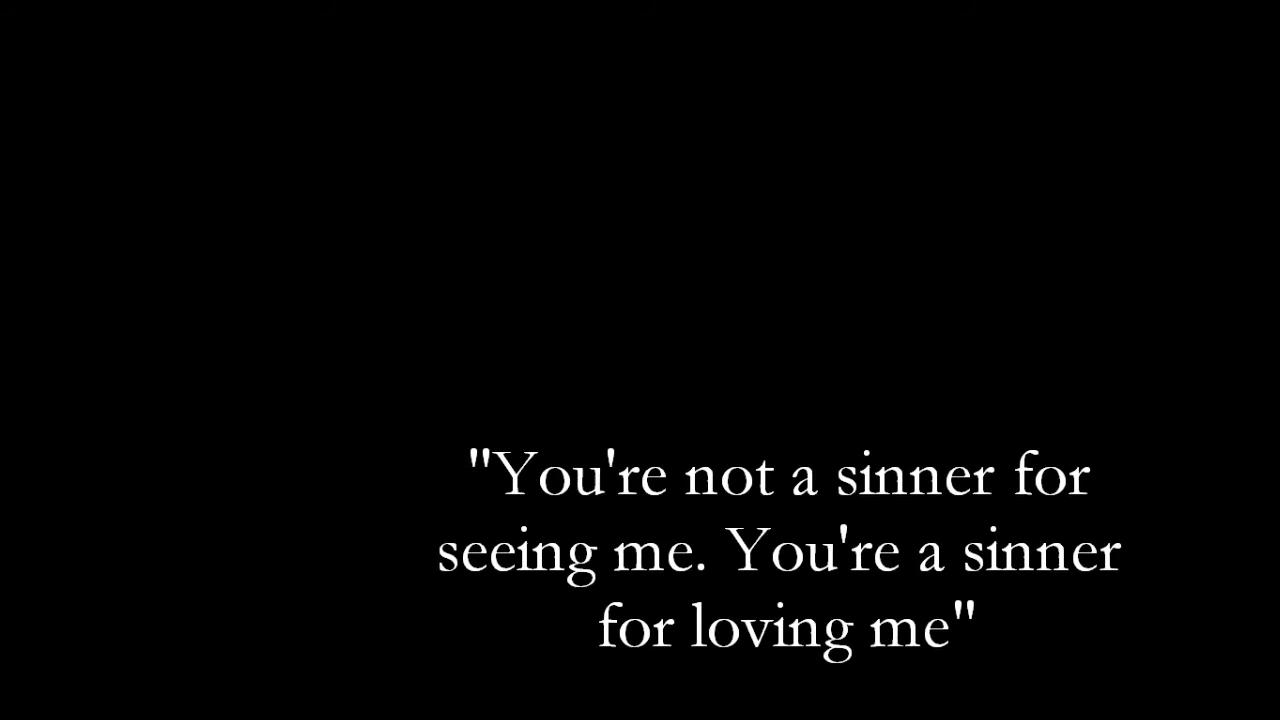 "You're not a sinner for
seeing me. You're a sinner
for loving me"